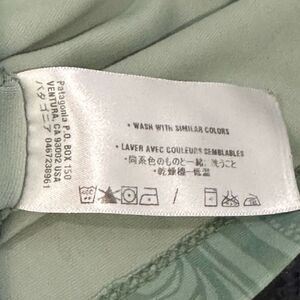 Patagonia P.O. BOX 150
VENTURA, CA 93002 USA
パタゴニア 0467238961
• WASH WITH SIMILAR COLORS
• LAVER AVEC COULEURS SEMBLABLES
・同系色のものと一緒に洗うこと
・乾燥機－低温